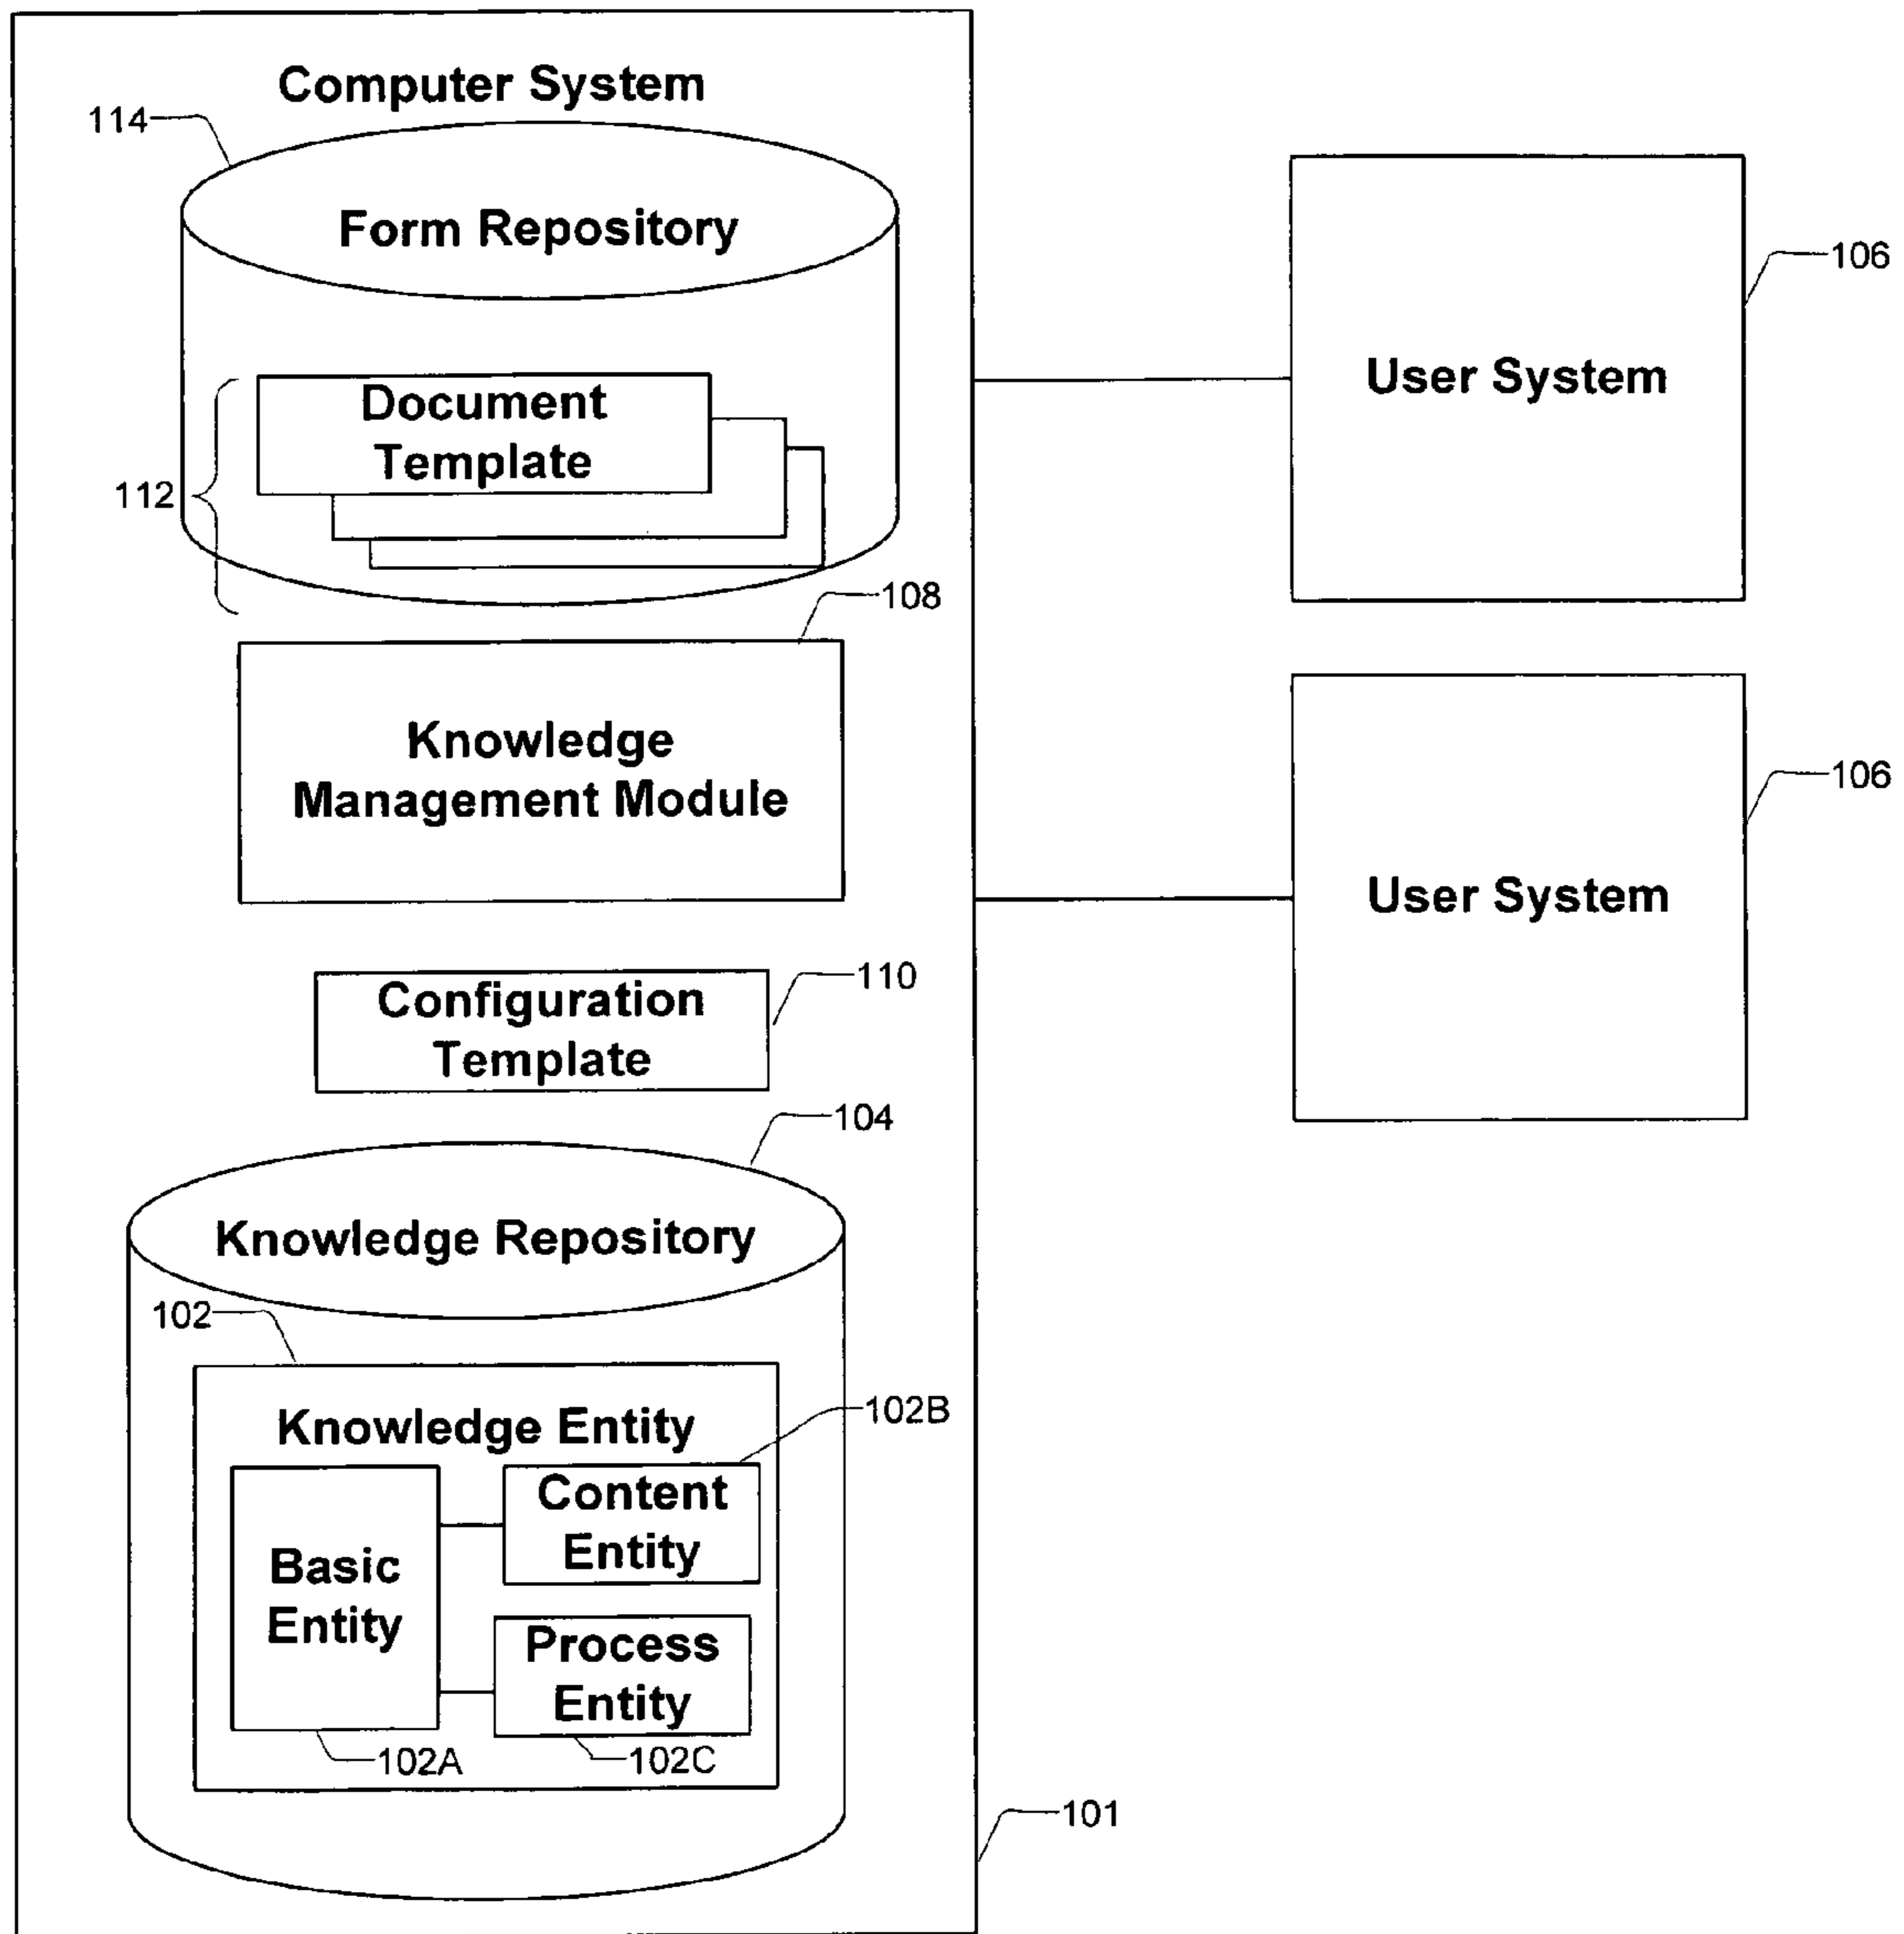 Computer System
114
Form Repository
106
User System
Document
Template
112
108
Knowledge
Management Module
106
User System
110
Configuration
Template
104
Knowledge Repository
102
Knowledge Entity
102B
Content
Entity
Basic
Entity
Process
Entity
102A
102C
101